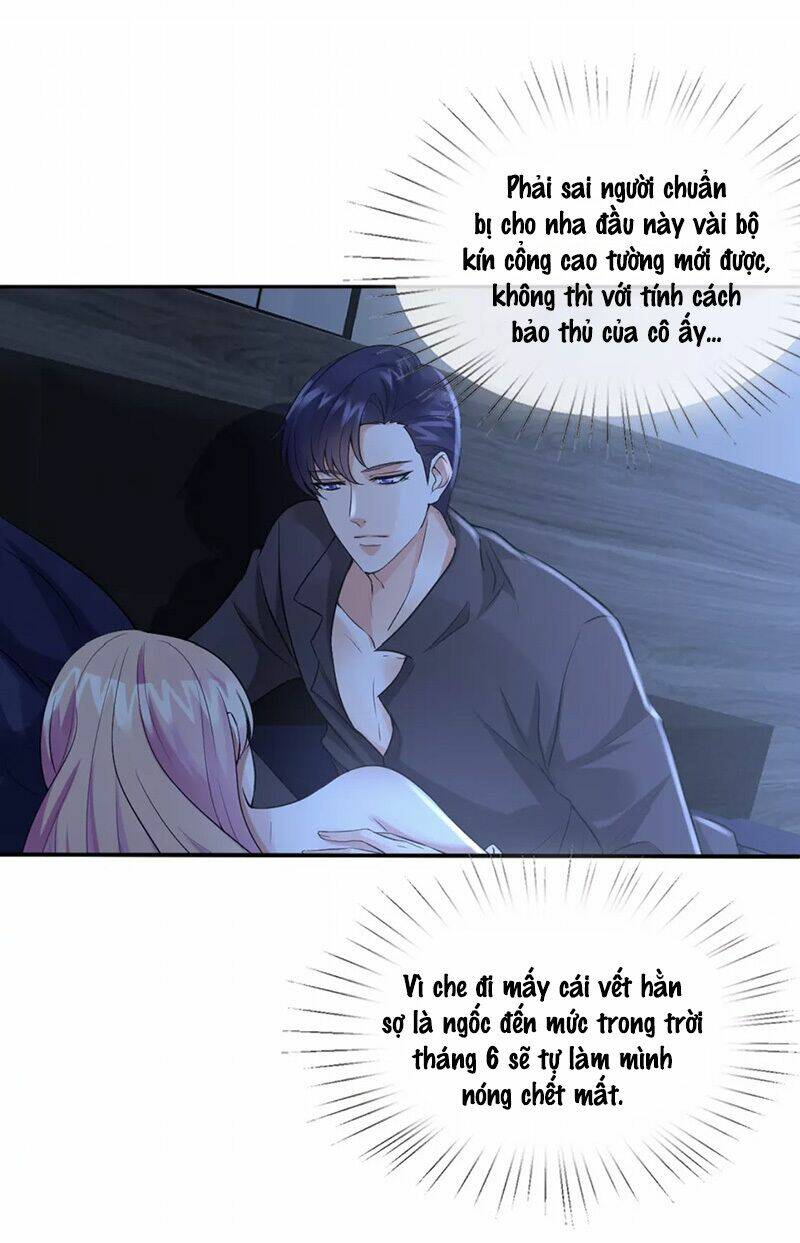 Phải sai người chuẩn
bị cho nha đầu này vài bộ
kín cổng cao tường mới được,
không thì với tính cách
bảo thủ của cô ấy...
Vì che đi mấy cái vết hằn
sợ là ngốc đến mức trong trời
tháng 6 sẽ tự làm mình
nóng chết mất.